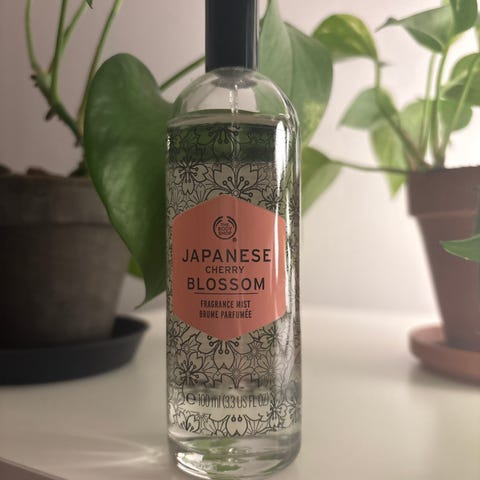 THE
BODY
SHOP
®
JAPANESE
CHERRY
BLOSSOM
FRAGRANCE MIST
BRUME PARFUMÉE
℮ 100 ml (3.3 US FL OZ)